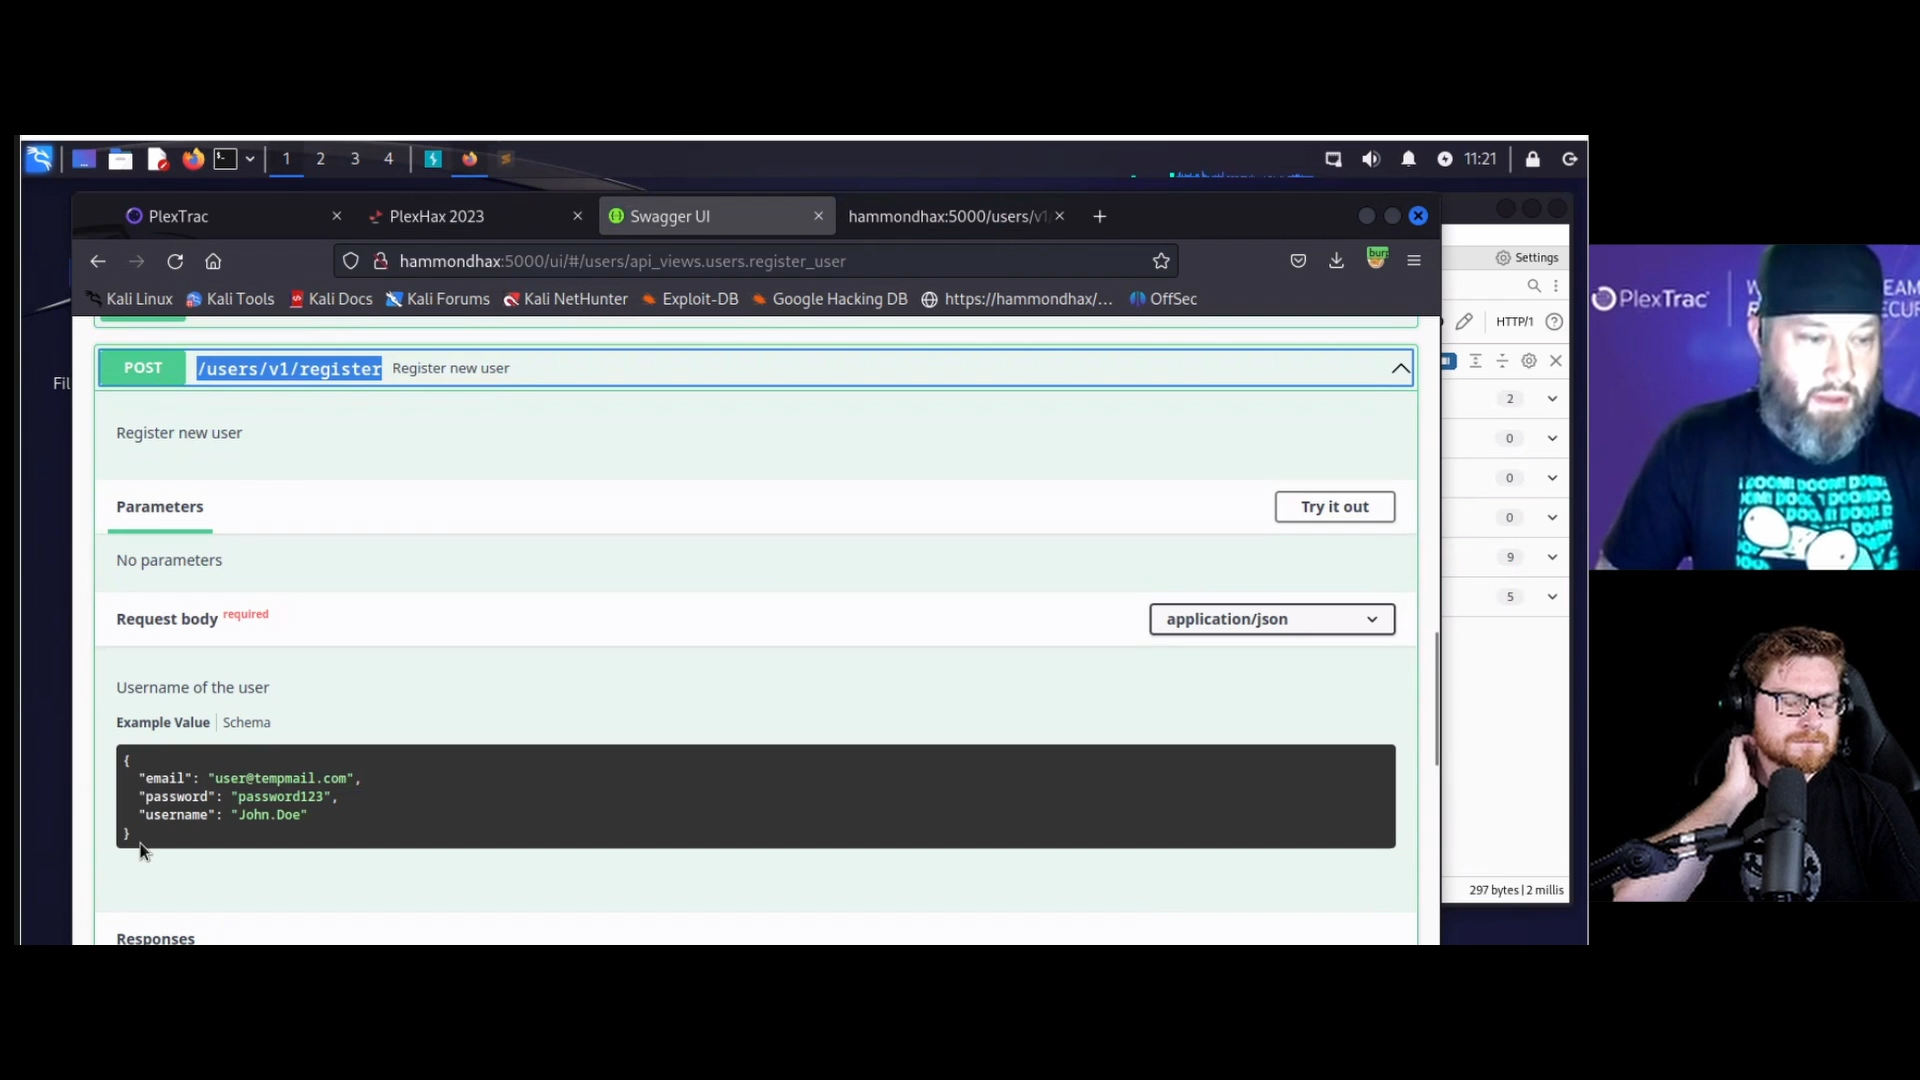 1 2 3 4
11:21
PlexTrac
PlexHax 2023
Swagger UI
hammondhax:5000/users/v1
hammondhax:5000/ui/#/users/api_views.users.register_user
Kali Linux
Kali Tools
Kali Docs
Kali Forums
Kali NetHunter
Exploit-DB
Google Hacking DB
https://hammondhax/...
OffSec
Settings
HTTP/1
Fil
POST /users/v1/register Register new user
Register new user
Parameters
Try it out
No parameters
Request body required
application/json
Username of the user
Example Value Schema
{
"email": "user@tempmail.com",
"password": "password123",
"username": "John.Doe"
}
Responses
2
0
0
0
9
5
297 bytes | 2 millis
PlexTrac